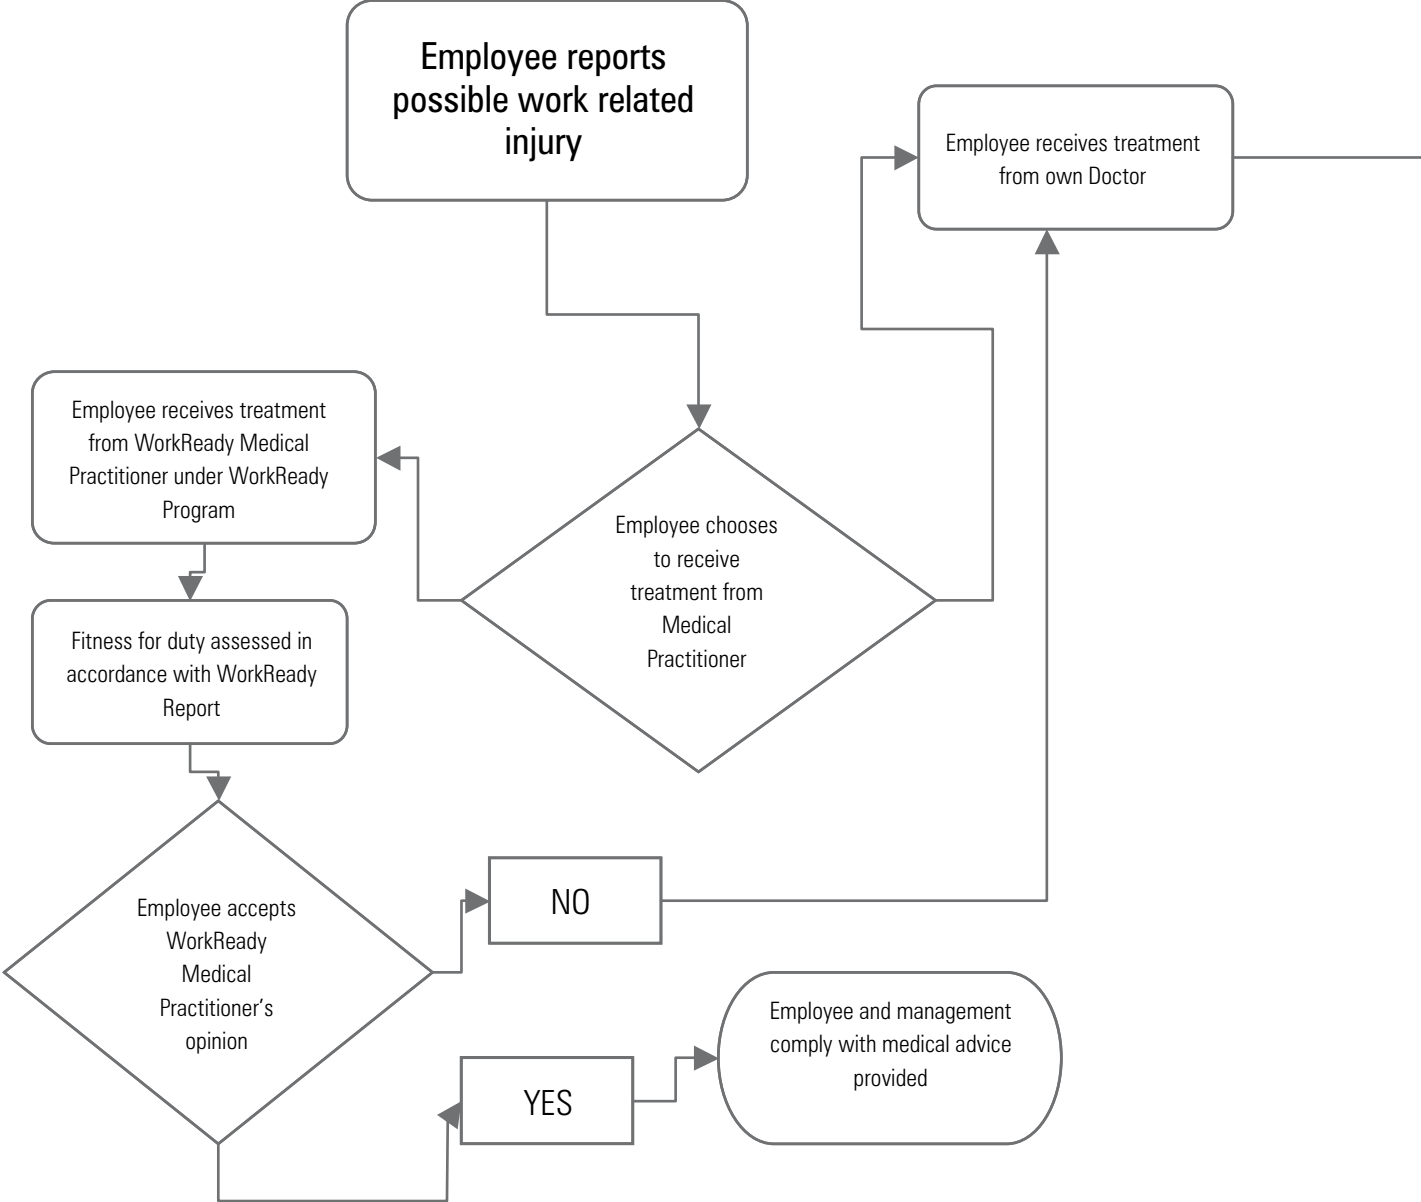 Employee reports
possible work related
injury
Employee receives treatment
from own Doctor
Employee receives treatment
from WorkReady Medical
Practitioner under WorkReady
Program
Employee chooses
to receive
treatment from
Medical
Practitioner
Fitness for duty assessed in
accordance with WorkReady
Report
Employee accepts
WorkReady
Medical
Practitioner’s
opinion
NO
Employee and management
comply with medical advice
provided
YES